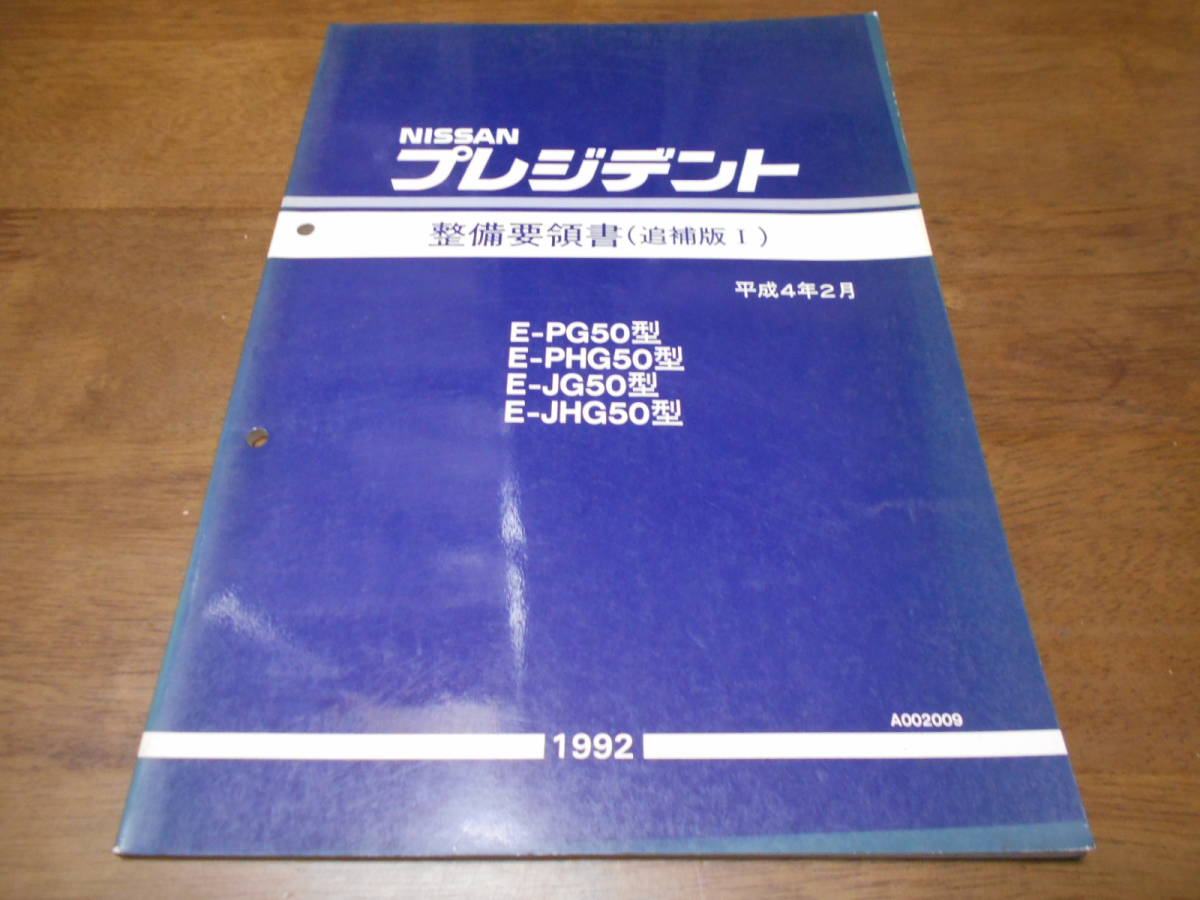 NISSAN
プレジデント
整備要領書(追補版 I)
平成4年2月
E-PG50型
E-PHG50型
E-JG50型
E-JHG50型
A002009
1992